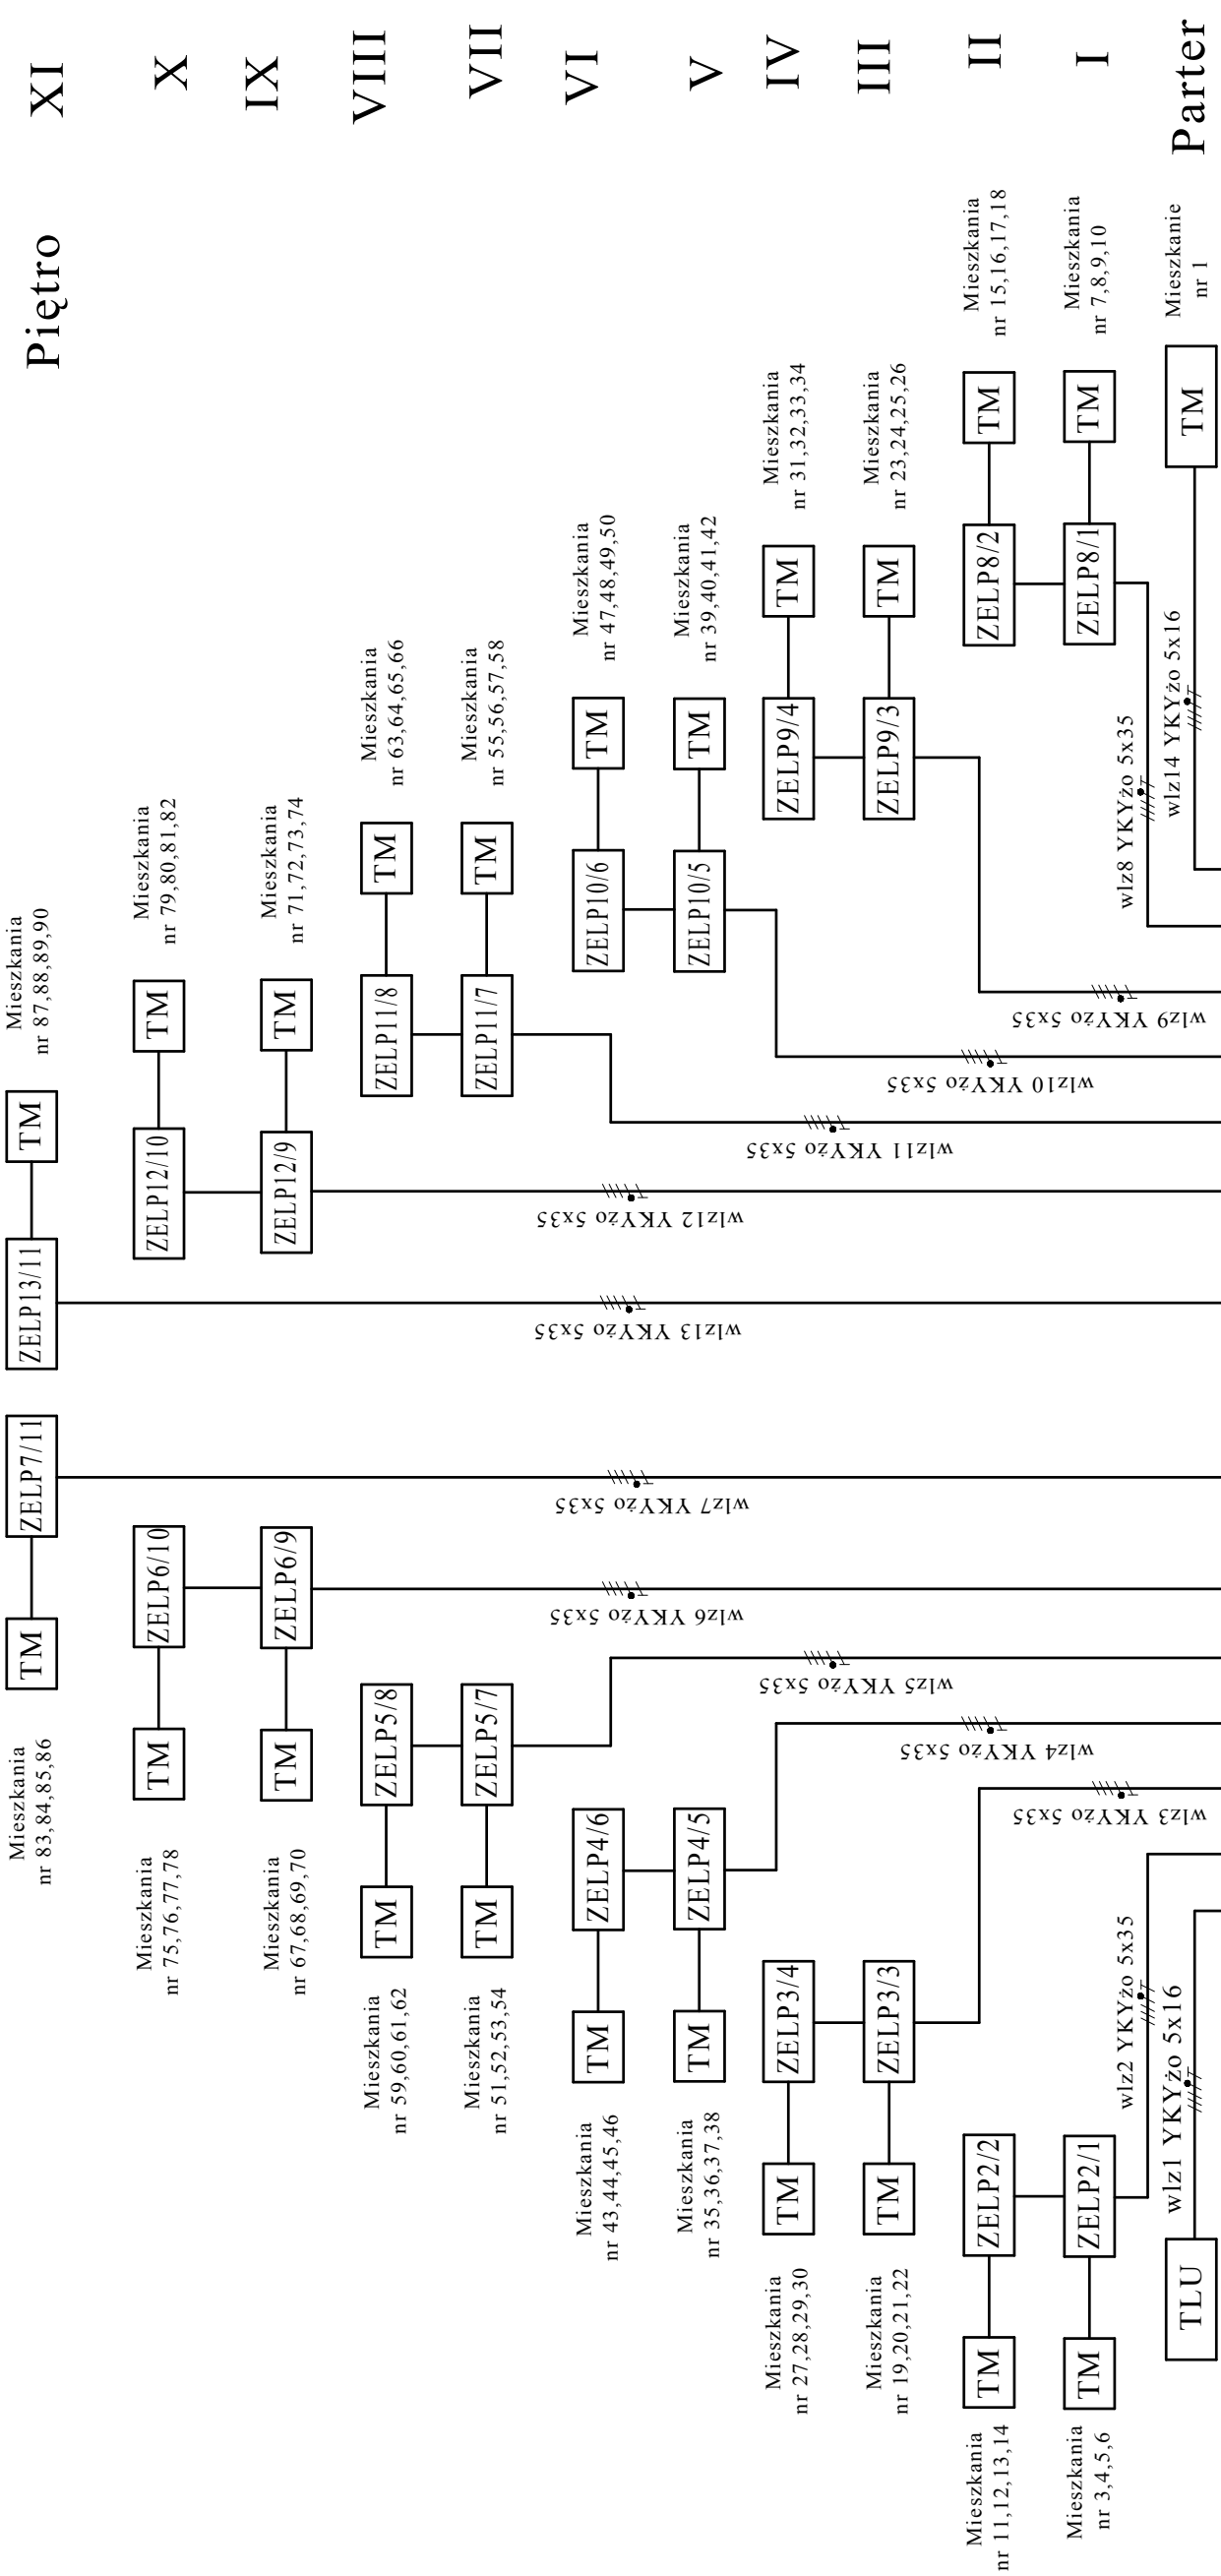 Piętro
XI
Mieszkania
nr 83,84,85,86
TM
ZELP7/11
ZELP13/11
TM
Mieszkania
nr 87,88,89,90
X
Mieszkania
nr 75,76,77,78
TM
ZELP6/10
ZELP12/10
TM
Mieszkania
nr 79,80,81,82
IX
Mieszkania
nr 67,68,69,70
TM
ZELP6/9
ZELP12/9
TM
Mieszkania
nr 71,72,73,74
VIII
Mieszkania
nr 59,60,61,62
TM
ZELP5/8
ZELP11/8
TM
Mieszkania
nr 63,64,65,66
VII
Mieszkania
nr 51,52,53,54
TM
ZELP5/7
ZELP11/7
TM
Mieszkania
nr 55,56,57,58
VI
Mieszkania
nr 43,44,45,46
TM
ZELP4/6
ZELP10/6
TM
Mieszkania
nr 47,48,49,50
V
Mieszkania
nr 35,36,37,38
TM
ZELP4/5
ZELP10/5
TM
Mieszkania
nr 39,40,41,42
IV
Mieszkania
nr 27,28,29,30
TM
ZELP3/4
ZELP9/4
TM
Mieszkania
nr 31,32,33,34
III
Mieszkania
nr 19,20,21,22
TM
ZELP3/3
ZELP9/3
TM
Mieszkania
nr 23,24,25,26
II
Mieszkania
nr 11,12,13,14
TM
ZELP2/2
ZELP8/2
TM
Mieszkania
nr 15,16,17,18
I
Mieszkania
nr 3,4,5,6
TM
ZELP2/1
ZELP8/1
TM
Mieszkania
nr 7,8,9,10
Parter
TLU
TM
Mieszkanie
nr 1
wlz1 YKYżo 5x16
wlz2 YKYżo 5x35
wlz3 YKYżo 5x35
wlz4 YKYżo 5x35
wlz5 YKYżo 5x35
wlz6 YKYżo 5x35
wlz7 YKYżo 5x35
wlz13 YKYżo 5x35
wlz12 YKYżo 5x35
wlz11 YKYżo 5x35
wlz10 YKYżo 5x35
wlz9 YKYżo 5x35
wlz8 YKYżo 5x35
wlz14 YKYżo 5x16